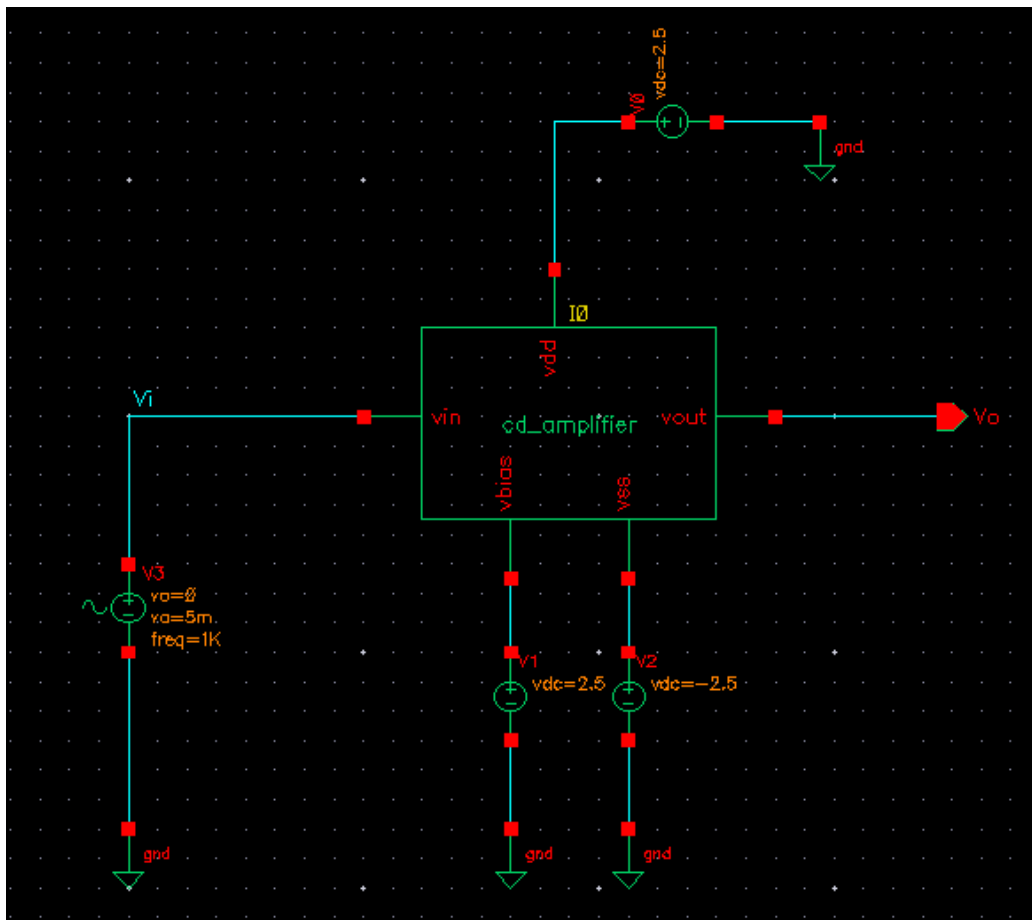 vdc=2.5
V0
gnd
I0
vdd
Vi
vin
cd_amplifier
vout
Vo
vbias
vss
V3
vo=0
va=5m
freq=1K
V1
vdc=2.5
V2
vdc=-2.5
gnd
gnd
gnd